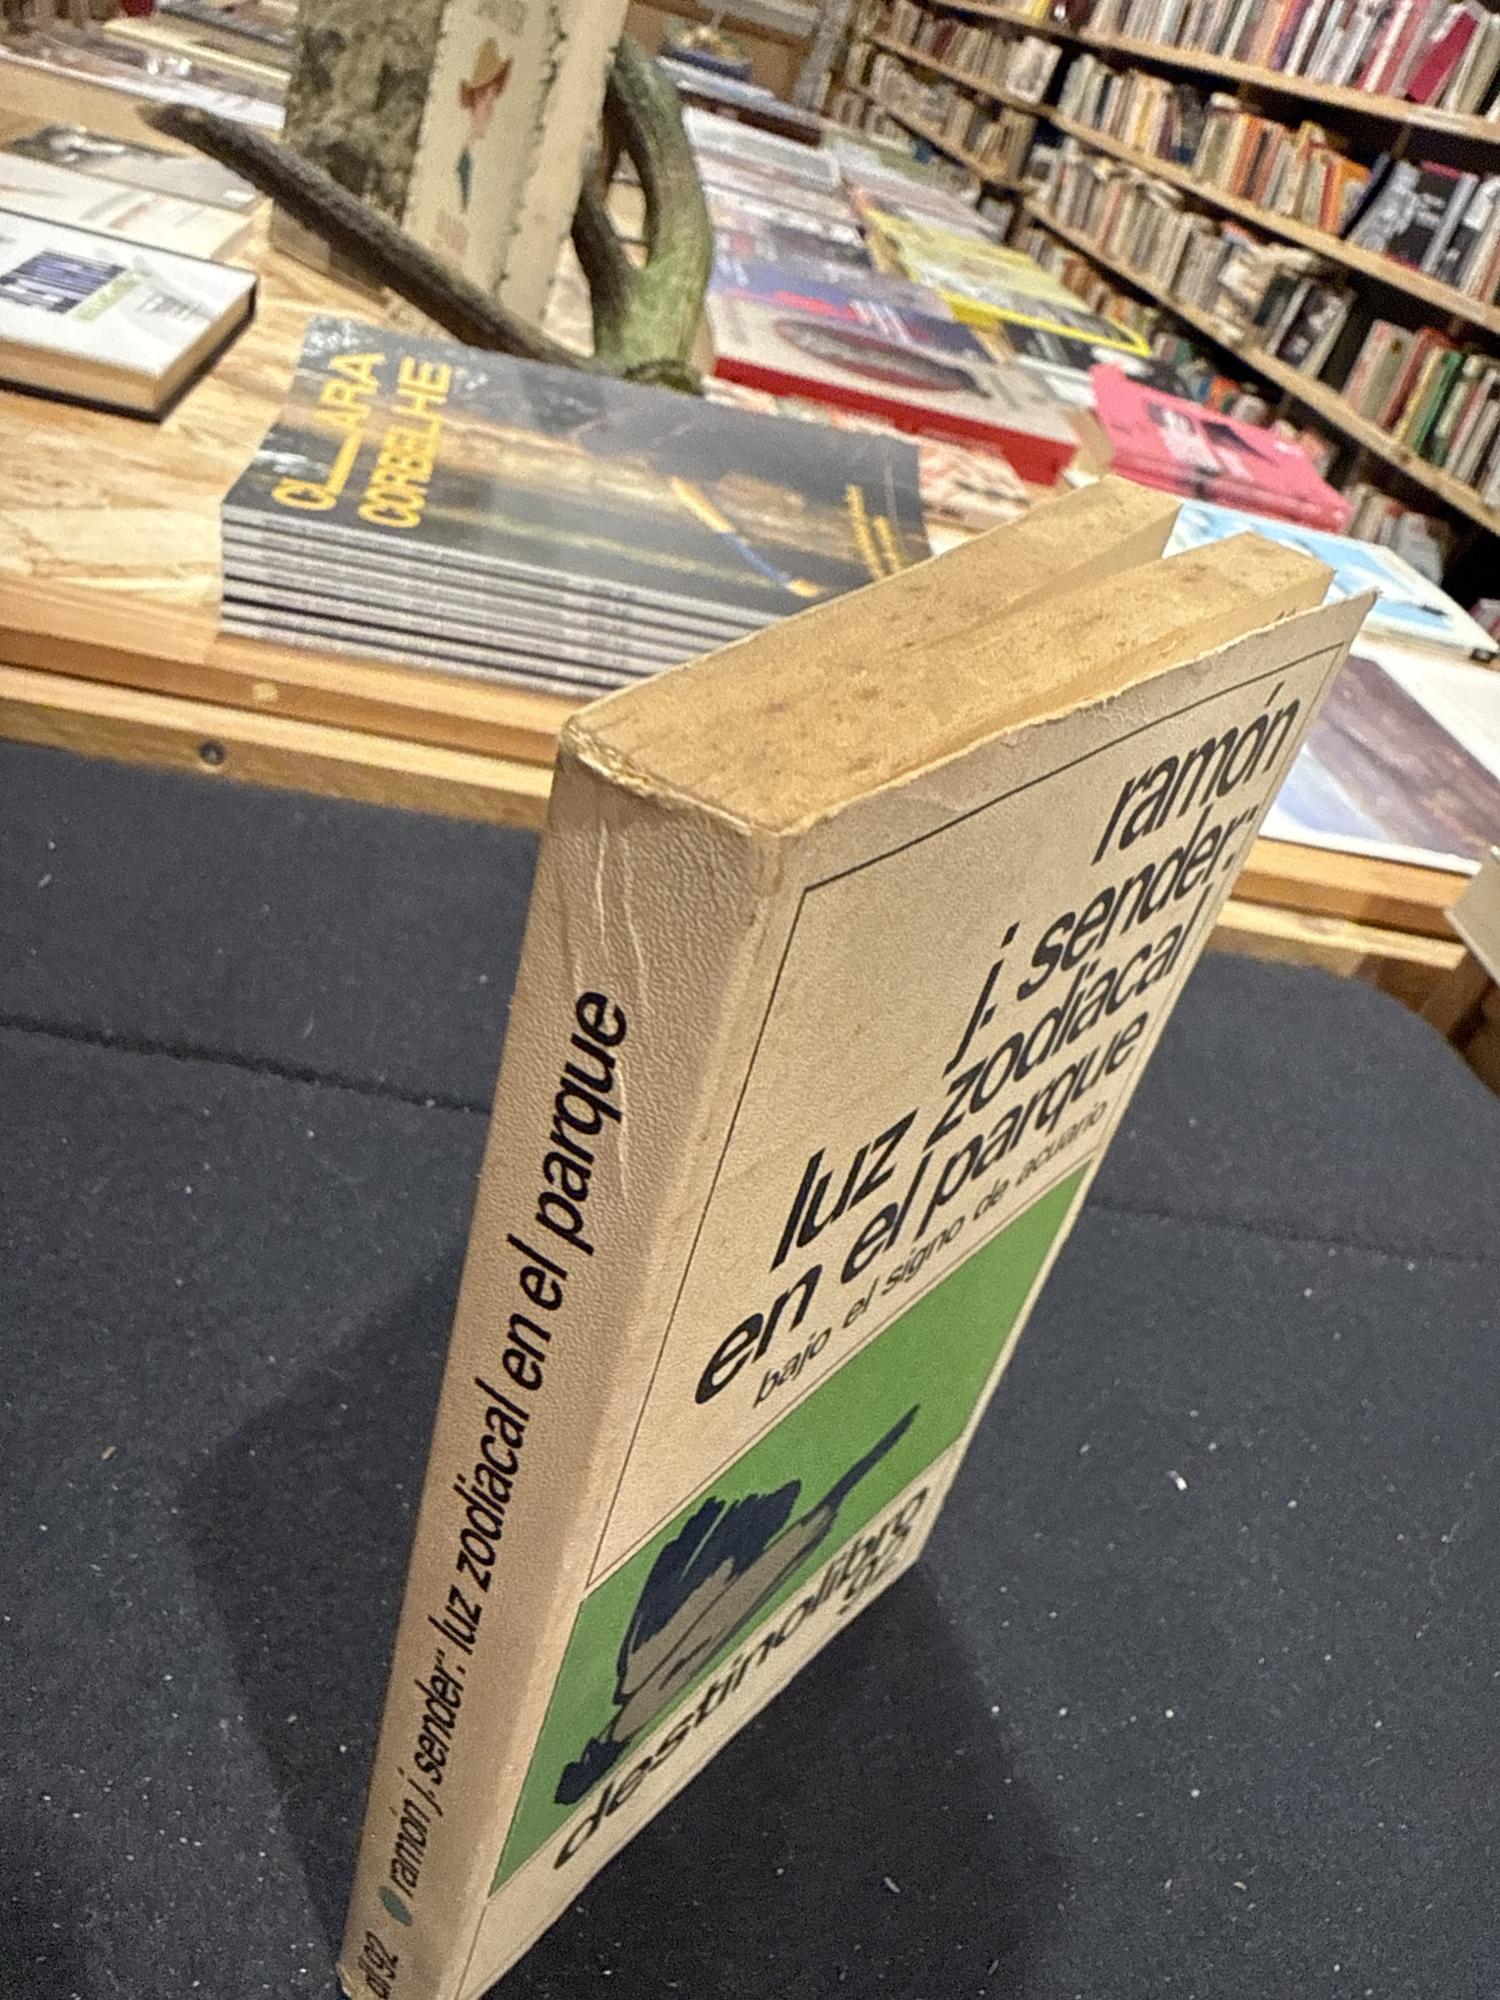 CLARA
CORBELHE
ramón
j. sender:
luz zodiacal
en el parque
bajo el signo de acuario
destinolibro
92
dl 92 ramón j. sender: luz zodiacal en el parque